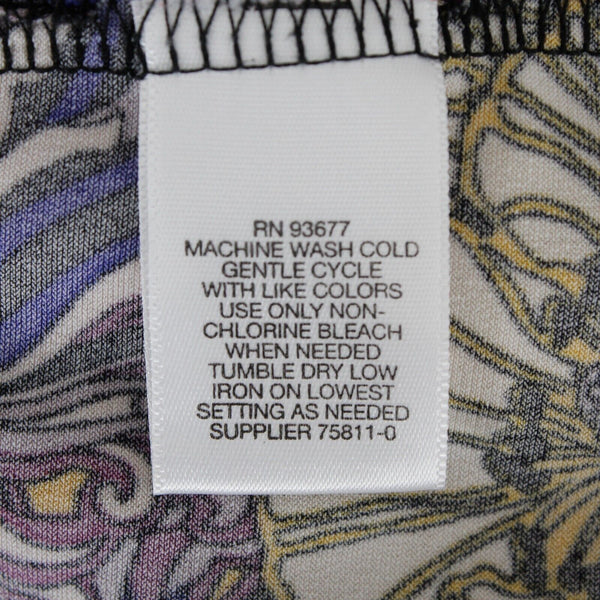 RN 93677
MACHINE WASH COLD
GENTLE CYCLE
WITH LIKE COLORS
USE ONLY NON-
CHLORINE BLEACH
WHEN NEEDED
TUMBLE DRY LOW
IRON ON LOWEST
SETTING AS NEEDED
SUPPLIER 75811-0